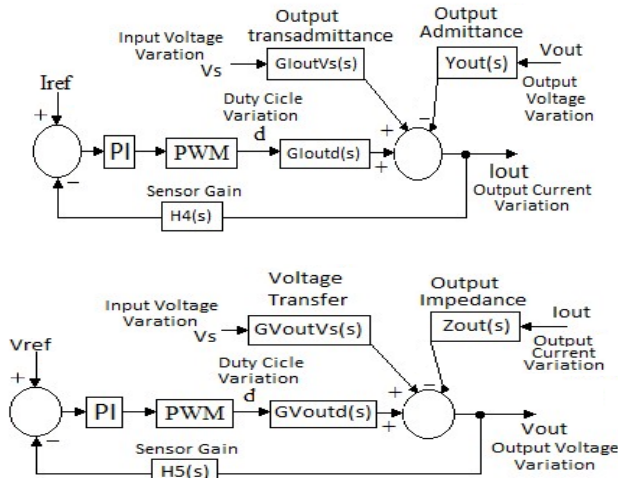 Output
transadmittance
Output
Admittance
Input Voltage
Varation
Vs
GIoutVs(s)
Yout(s)
Vout
Output
Voltage
Varation
Iref
+
Duty Cicle
Variation
d
+
−
PI
PWM
GIoutd(s)
+
−
Iout
Output Current
Variation
Sensor Gain
H4(s)
Voltage
Transfer
Output
Impedance
Input Voltage
Varation
Vs
GVoutVs(s)
Zout(s)
Iout
Output
Current
Variation
Vref
+
Duty Cicle
Variation
d
+
−
PI
PWM
GVoutd(s)
+
−
Vout
Output Voltage
Variation
Sensor Gain
H5(s)